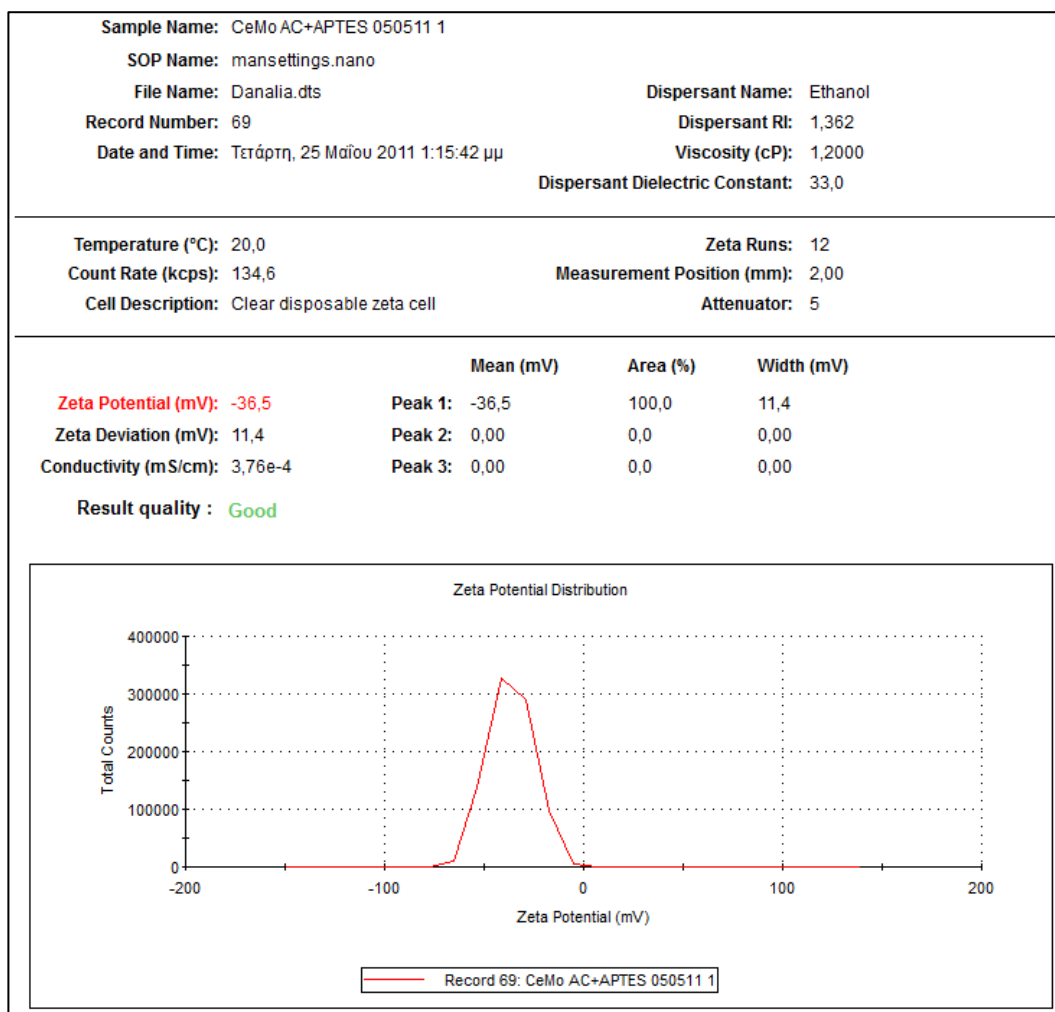 Sample Name: CeMo AC+APTES 050511 1
SOP Name: mansettings.nano
File Name: Danalia.dts Dispersant Name: Ethanol
Record Number: 69 Dispersant RI: 1,362
Date and Time: Τετάρτη, 25 Μαΐου 2011 1:15:42 μμ Viscosity (cP): 1,2000
Dispersant Dielectric Constant: 33,0
Temperature (°C): 20,0 Zeta Runs: 12
Count Rate (kcps): 134,6 Measurement Position (mm): 2,00
Cell Description: Clear disposable zeta cell Attenuator: 5
Mean (mV) Area (%) Width (mV)
Zeta Potential (mV): -36,5 Peak 1: -36,5 100,0 11,4
Zeta Deviation (mV): 11,4 Peak 2: 0,00 0,0 0,00
Conductivity (mS/cm): 3,76e-4 Peak 3: 0,00 0,0 0,00
Result quality : Good
Zeta Potential Distribution
400000
300000
200000
100000
0
Total Counts
-200 -100 0 100 200
Zeta Potential (mV)
Record 69: CeMo AC+APTES 050511 1